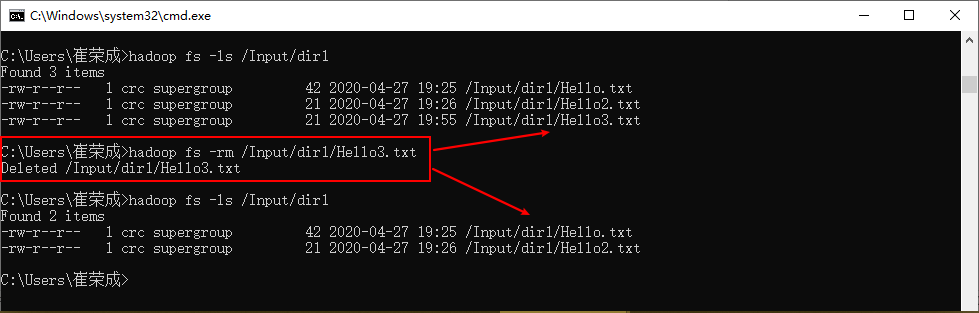 C:\Windows\system32\cmd.exe
C:\Users\崔荣成>hadoop fs -ls /Input/dir1
Found 3 items
-rw-r--r--   1 crc supergroup         42 2020-04-27 19:25 /Input/dir1/Hello.txt
-rw-r--r--   1 crc supergroup         21 2020-04-27 19:26 /Input/dir1/Hello2.txt
-rw-r--r--   1 crc supergroup         21 2020-04-27 19:55 /Input/dir1/Hello3.txt
C:\Users\崔荣成>hadoop fs -rm /Input/dir1/Hello3.txt
Deleted /Input/dir1/Hello3.txt
C:\Users\崔荣成>hadoop fs -ls /Input/dir1
Found 2 items
-rw-r--r--   1 crc supergroup         42 2020-04-27 19:25 /Input/dir1/Hello.txt
-rw-r--r--   1 crc supergroup         21 2020-04-27 19:26 /Input/dir1/Hello2.txt
C:\Users\崔荣成>